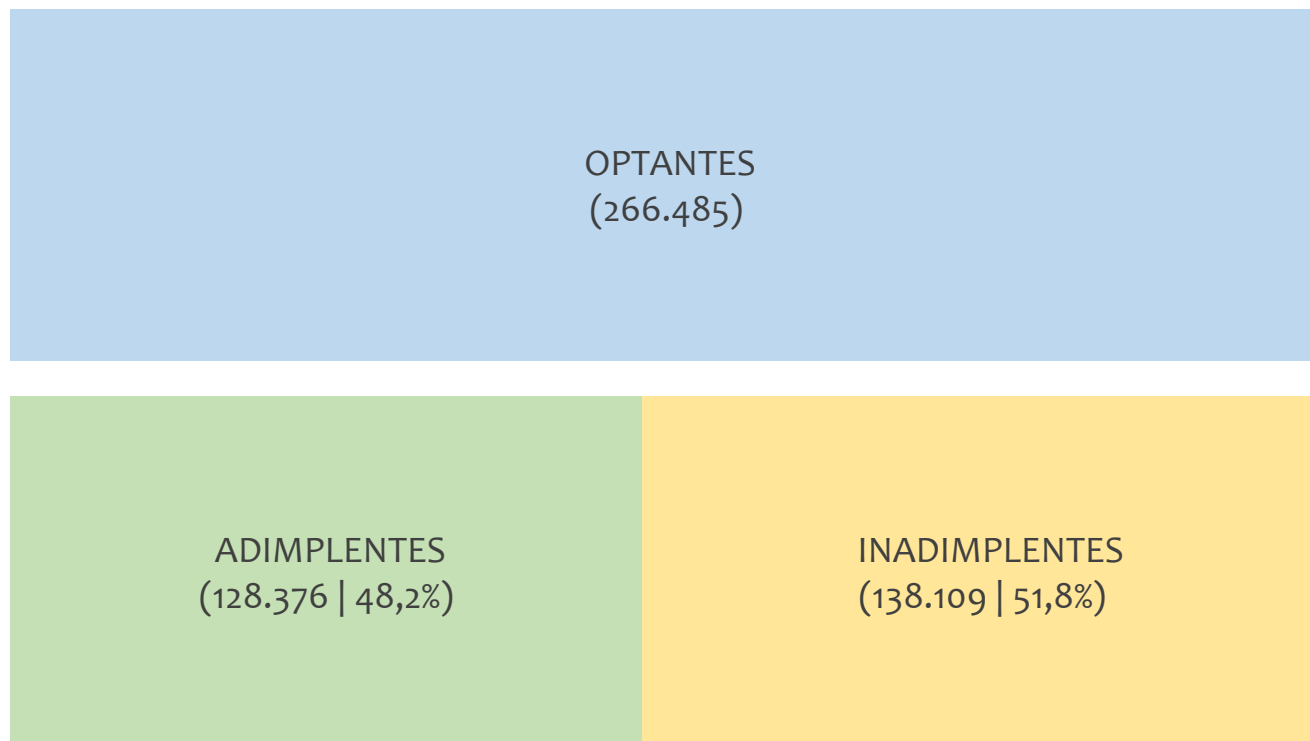 OPTANTES
(266.485)
ADIMPLENTES
(128.376 | 48,2%)
INADIMPLENTES
(138.109 | 51,8%)